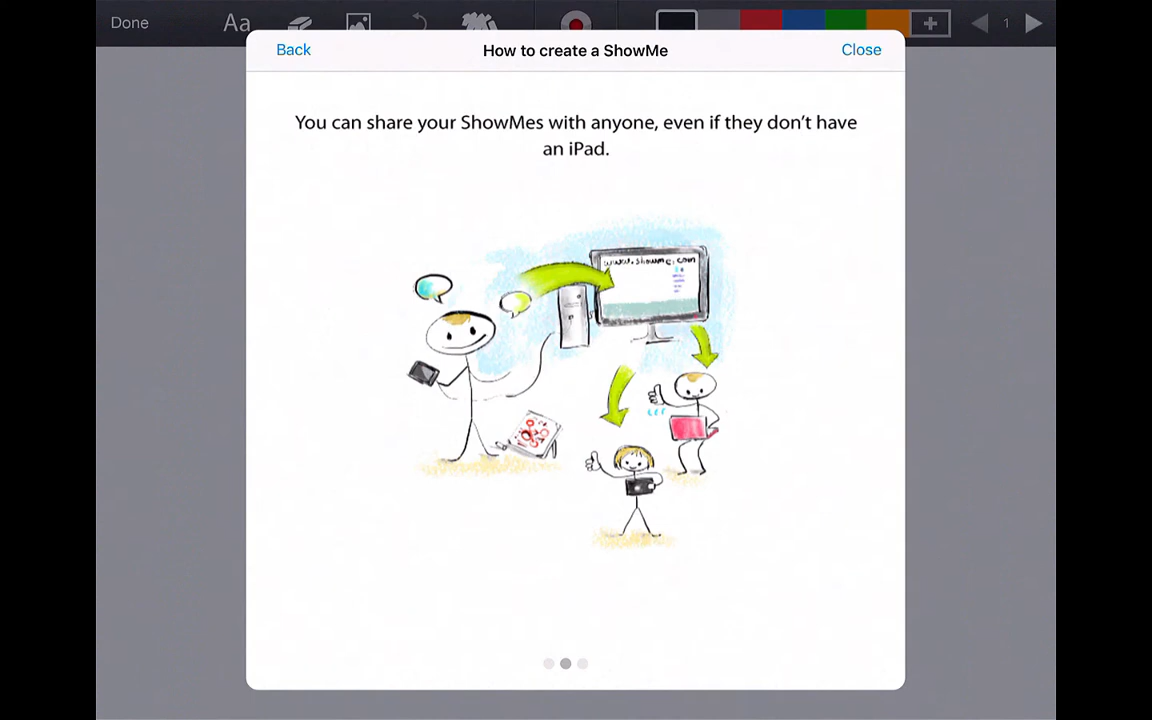 Done Aa 1
Back How to create a ShowMe Close
You can share your ShowMes with anyone, even if they don't have
an iPad.
www.showme.com